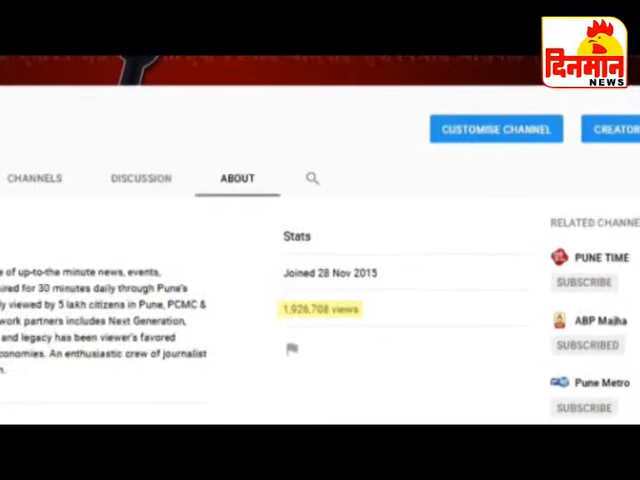 दिनमान
NEWS
CUSTOMISE CHANNEL
CREATOR
CHANNELS
DISCUSSION
ABOUT
RELATED CHANNE
Stats
PUNE TIME
SUBSCRIBE
Joined 28 Nov 2015
1,926,708 views
ABP Majha
SUBSCRIBED
Pune Metro
SUBSCRIBE
e of up-to-the minute news, events,
ired for 30 minutes daily through Pune's
ly viewed by 5 lakh citizens in Pune, PCMC &
work partners includes Next Generation,
and legacy has been viewer's favored
conomies. An enthusiastic crew of journalist
n.